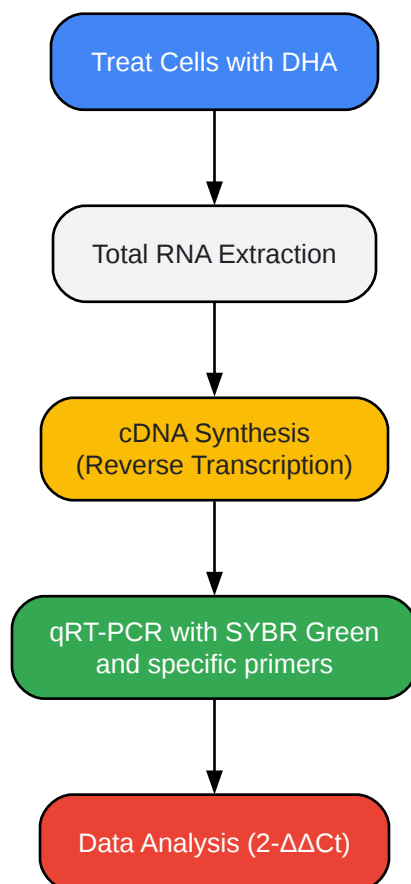 Treat Cells with DHA
Total RNA Extraction
cDNA Synthesis
(Reverse Transcription)
qRT-PCR with SYBR Green
and specific primers
Data Analysis (2-ΔΔCt)